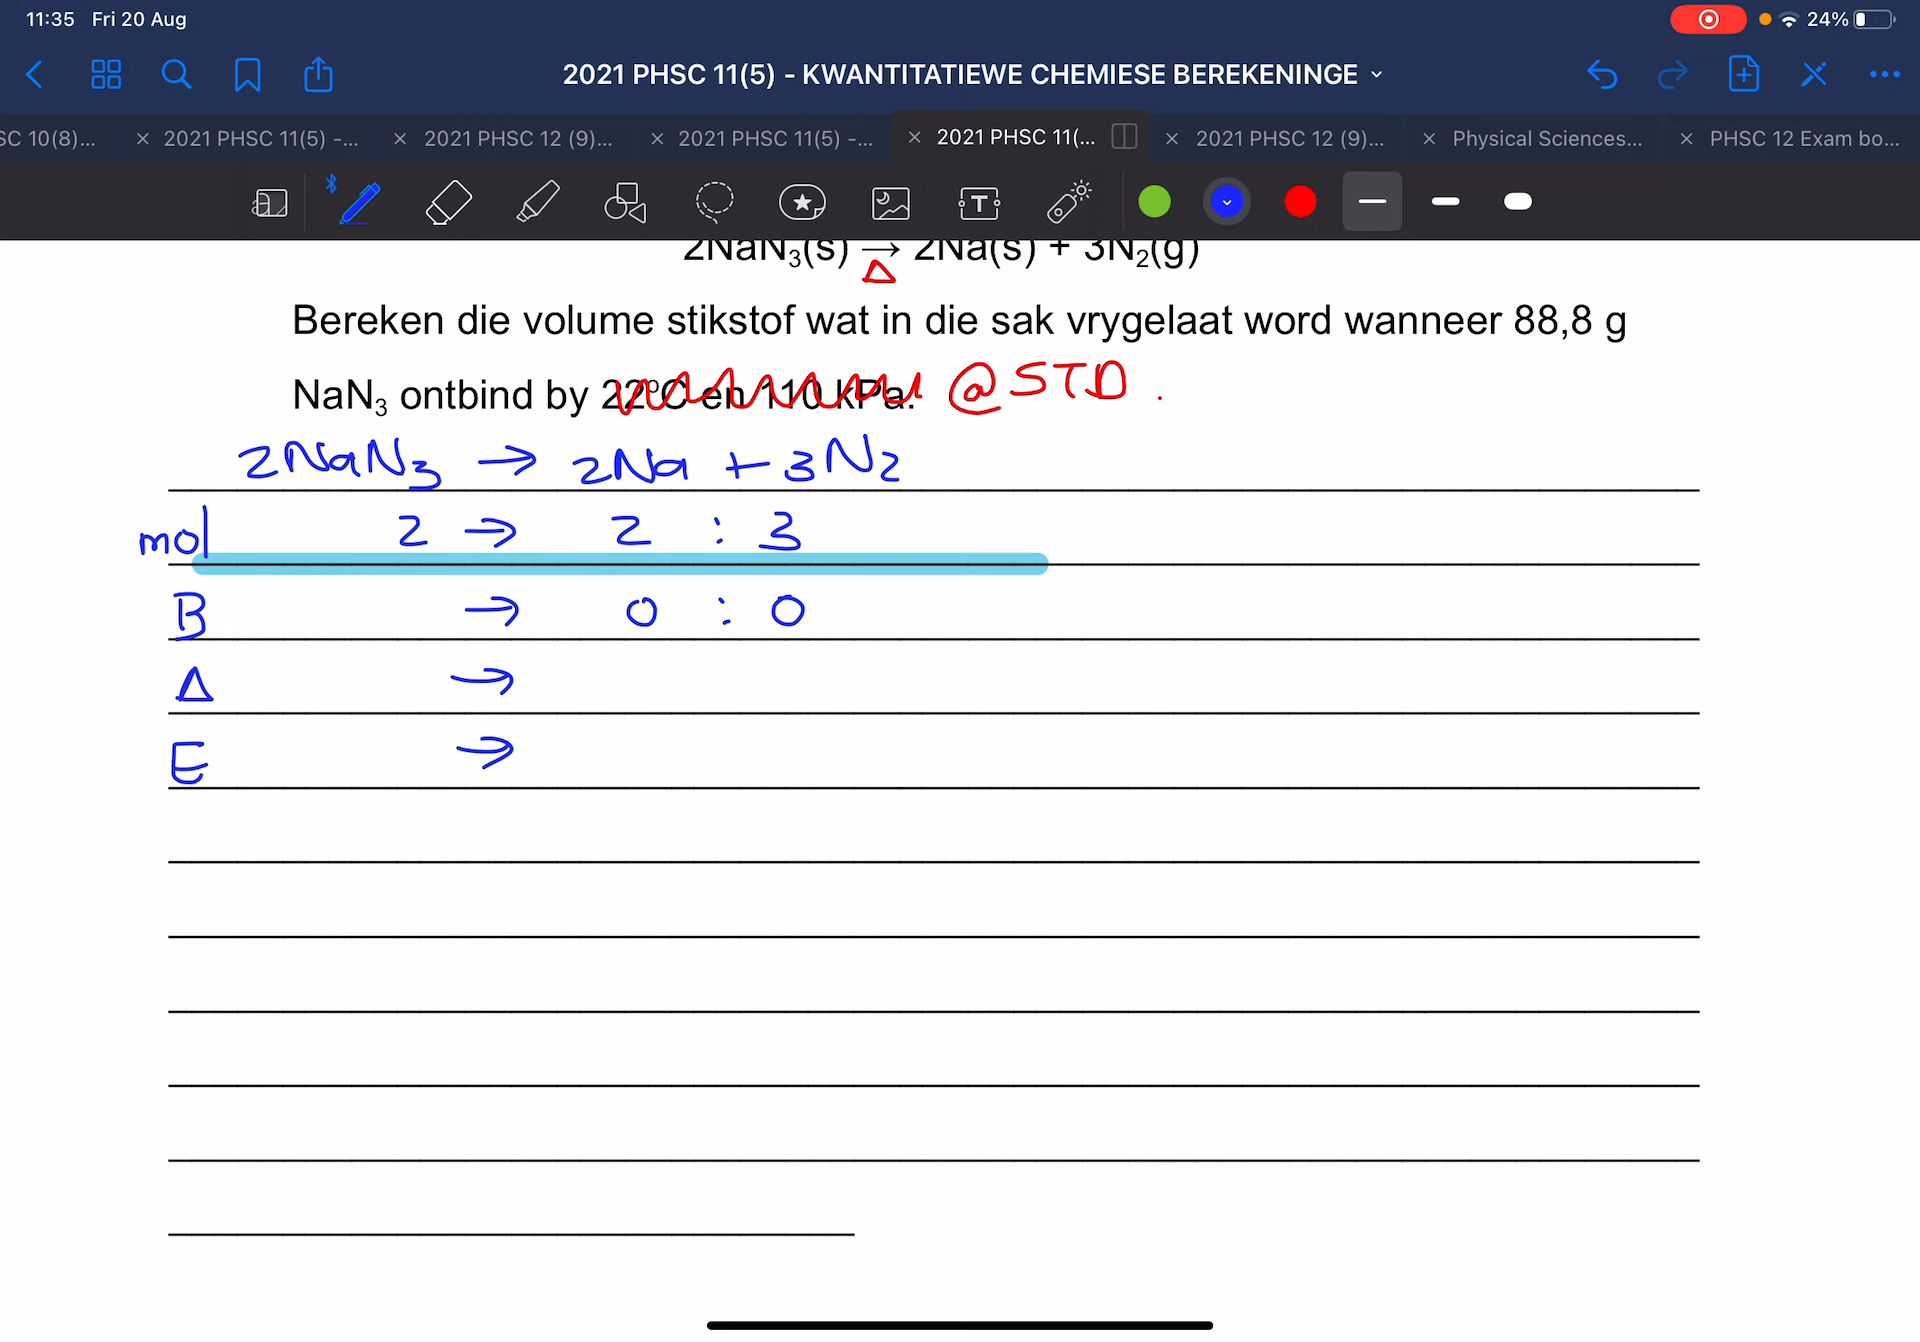 11:35 Fri 20 Aug 24%
2021 PHSC 11(5) - KWANTITATIEWE CHEMIESE BEREKENINGE
SC 10(8)... × 2021 PHSC 11(5) -... × 2021 PHSC 12 (9)... × 2021 PHSC 11(5) -... × 2021 PHSC 11(... × 2021 PHSC 12 (9)... × Physical Sciences... × PHSC 12 Exam bo...
2NaN₃(s) → 2Na(s) + 3N₂(g)
Δ
Bereken die volume stikstof wat in die sak vrygelaat word wanneer 88,8 g
NaN₃ ontbind by 22°C en 110 kPa. @STD.
2NaN₃ → 2Na + 3N₂
mol 2 → 2 : 3
B → 0 : 0
Δ →
E →